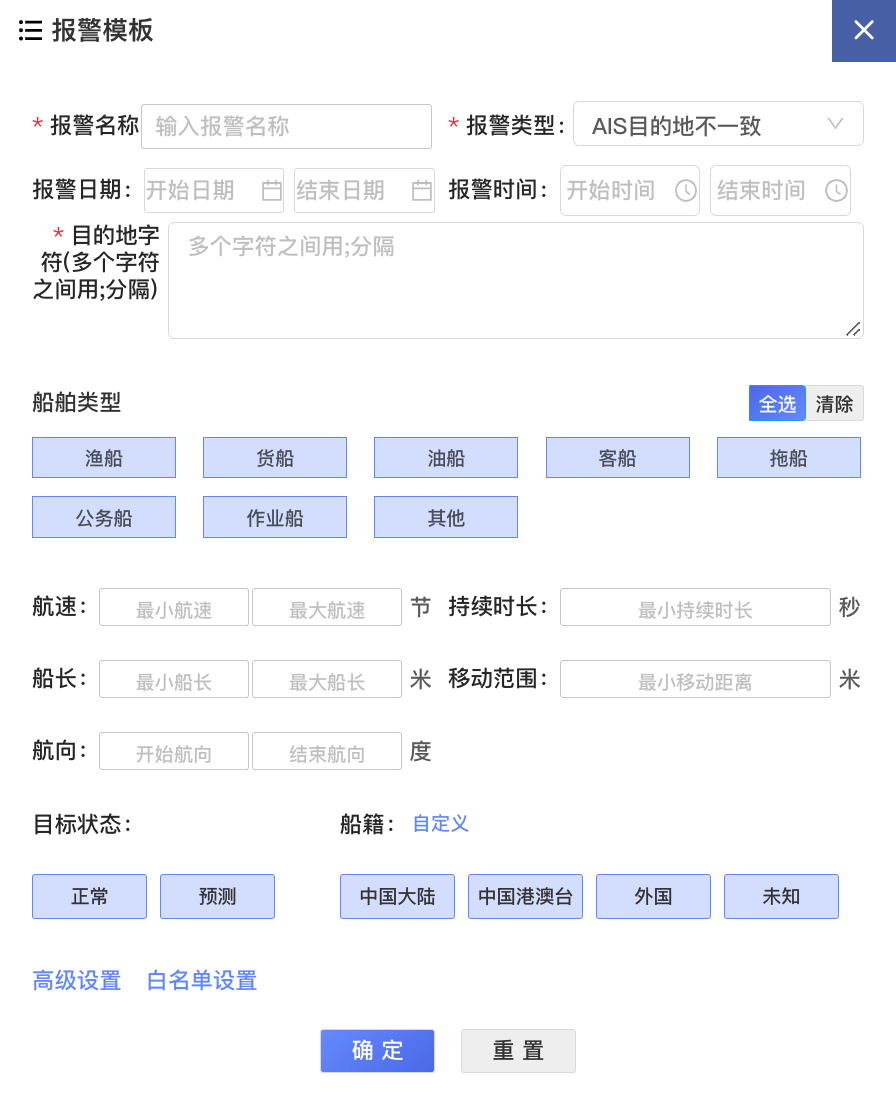 报警模板
* 报警名称 输入报警名称 * 报警类型: AIS目的地不一致
报警日期: 开始日期 结束日期 报警时间: 开始时间 结束时间
* 目的地字
符(多个字符
之间用;分隔)
多个字符之间用;分隔
船舶类型 全选 清除
渔船 货船 油船 客船 拖船
公务船 作业船 其他
航速: 最小航速 最大航速 节 持续时长: 最小持续时长 秒
船长: 最小船长 最大船长 米 移动范围: 最小移动距离 米
航向: 开始航向 结束航向 度
目标状态: 船籍: 自定义
正常 预测 中国大陆 中国港澳台 外国 未知
高级设置 白名单设置
确 定 重 置